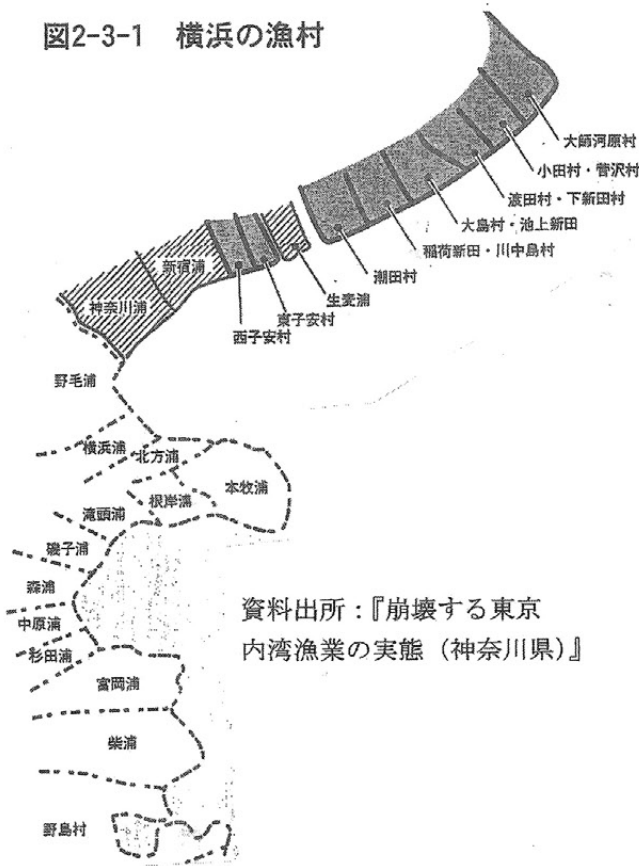 図2-3-1 横浜の漁村
大師河原村
小田村・菅沢村
渡田村・下新田村
大島村・池上新田
稲荷新田・川中島村
潮田村
生麦浦
東子安村
西子安村
新宿浦
神奈川浦
野毛浦
横浜浦
北方浦
本牧浦
根岸浦
滝頭浦
磯子浦
森浦
中原浦
杉田浦
富岡浦
柴浦
野島村
資料出所：『崩壊する東京
内湾漁業の実態（神奈川県）』